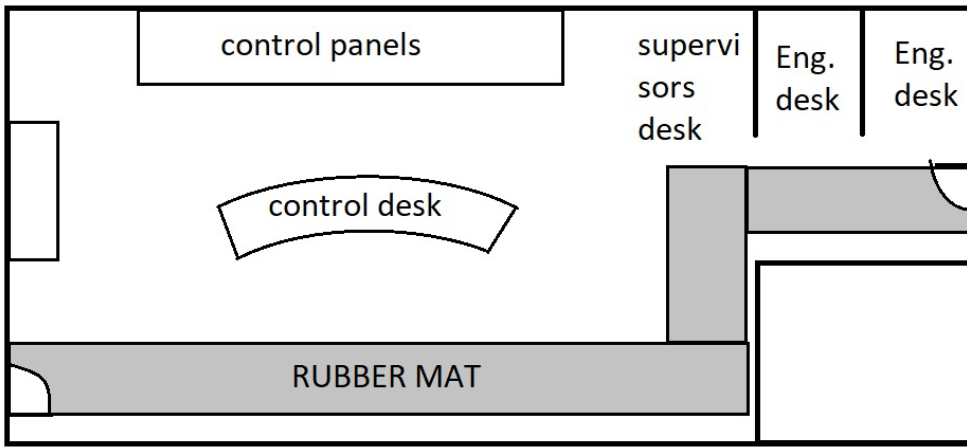 control panels
supervi
sors
desk
Eng.
desk
Eng.
desk
control desk
RUBBER MAT